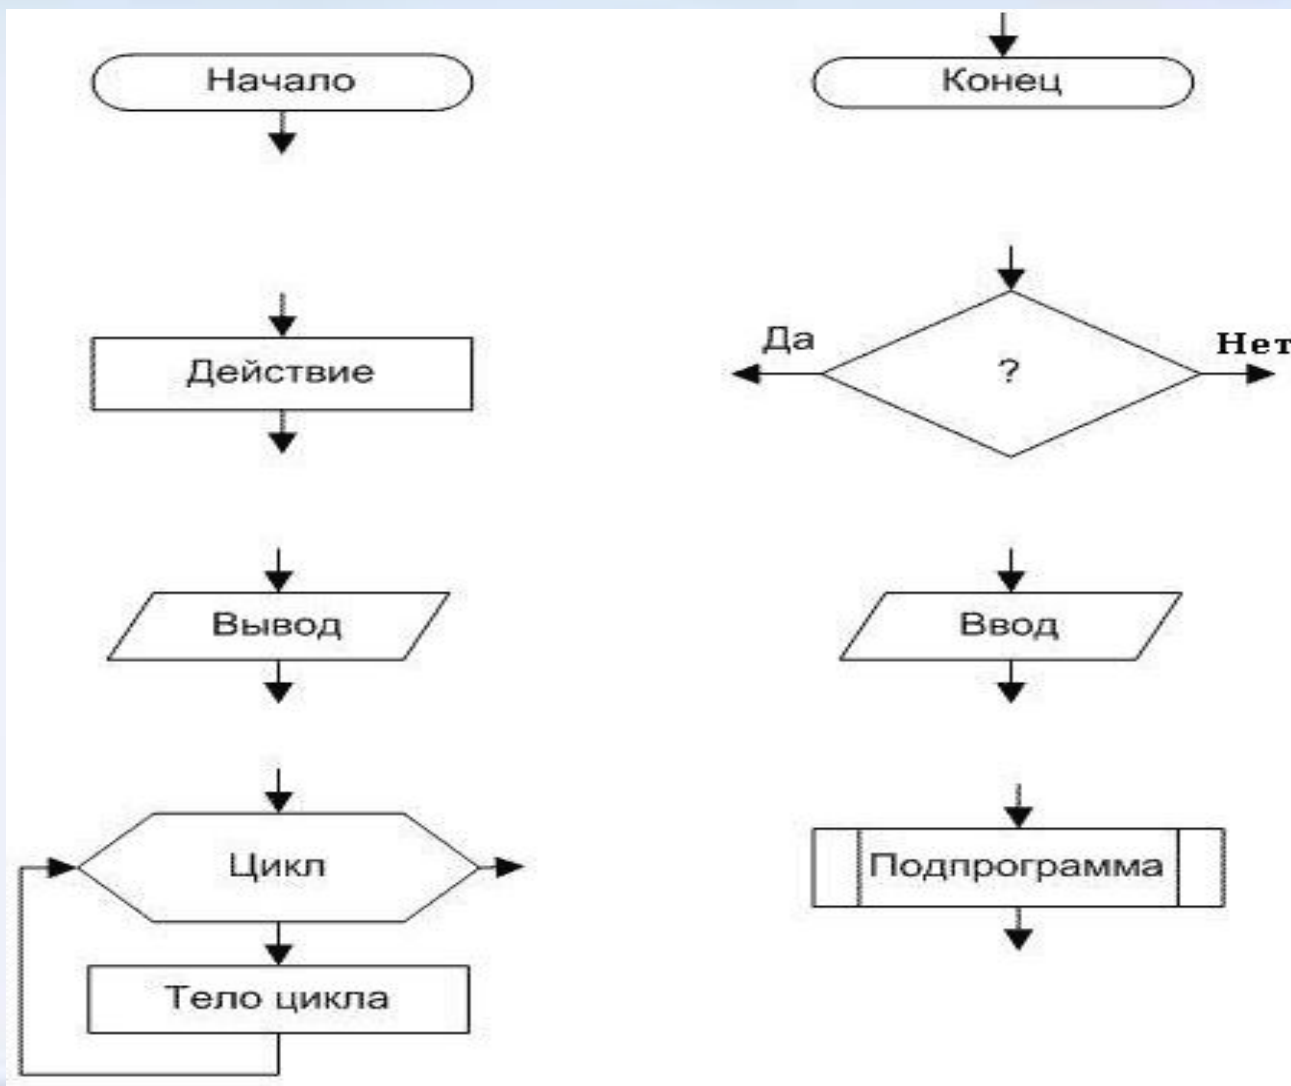 Начало
Конец
Действие
Да
?
Нет
Вывод
Ввод
Цикл
Подпрограмма
Тело цикла